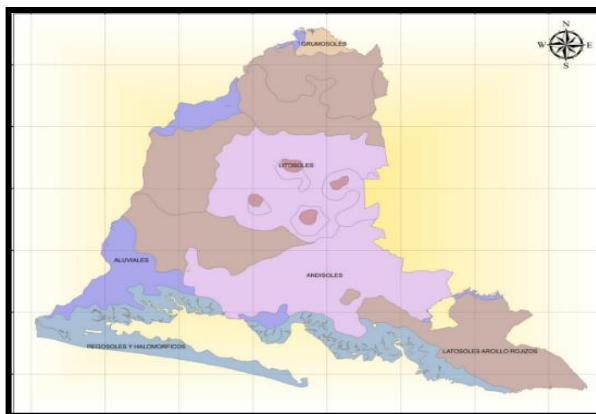 GRUMOSOLES
N
W
E
S
LITOSOLES
ALUVIALES
ANDISOLES
REGOSOLES Y HALOMORFICOS
LATOSOLES ARCILLO ROJIZOS